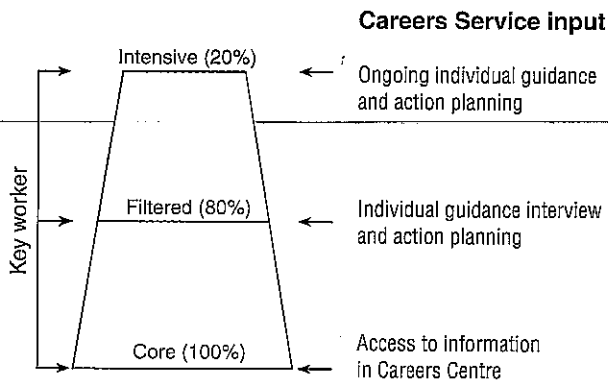 Careers Service input
Intensive (20%)
Ongoing individual guidance
and action planning
Key worker
Filtered (80%)
Individual guidance interview
and action planning
Core (100%)
Access to information
in Careers Centre